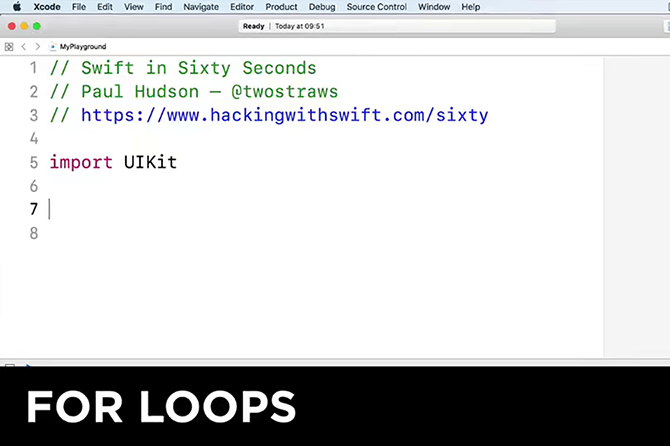 Xcode File Edit View Find Navigate Editor Product Debug Source Control Window Help
Ready | Today at 09:51
MyPlayground
1 // Swift in Sixty Seconds
2 // Paul Hudson — @twostraws
3 // https://www.hackingwithswift.com/sixty
4
5 import UIKit
6
7
8
FOR LOOPS